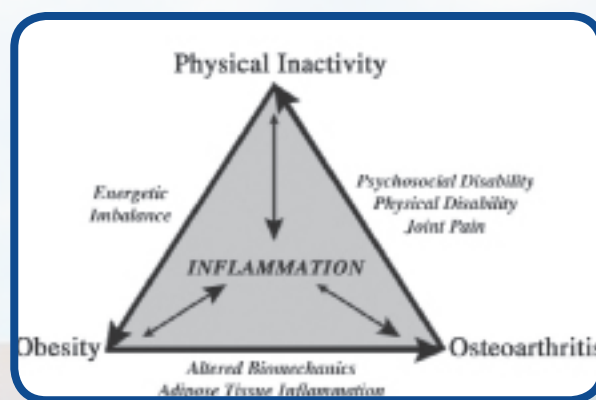 Physical Inactivity
Energetic
Imbalance
Psychosocial Disability
Physical Disability
Joint Pain
INFLAMMATION
Obesity
Osteoarthritis
Altered Biomechanics
Adipose Tissue Inflammation